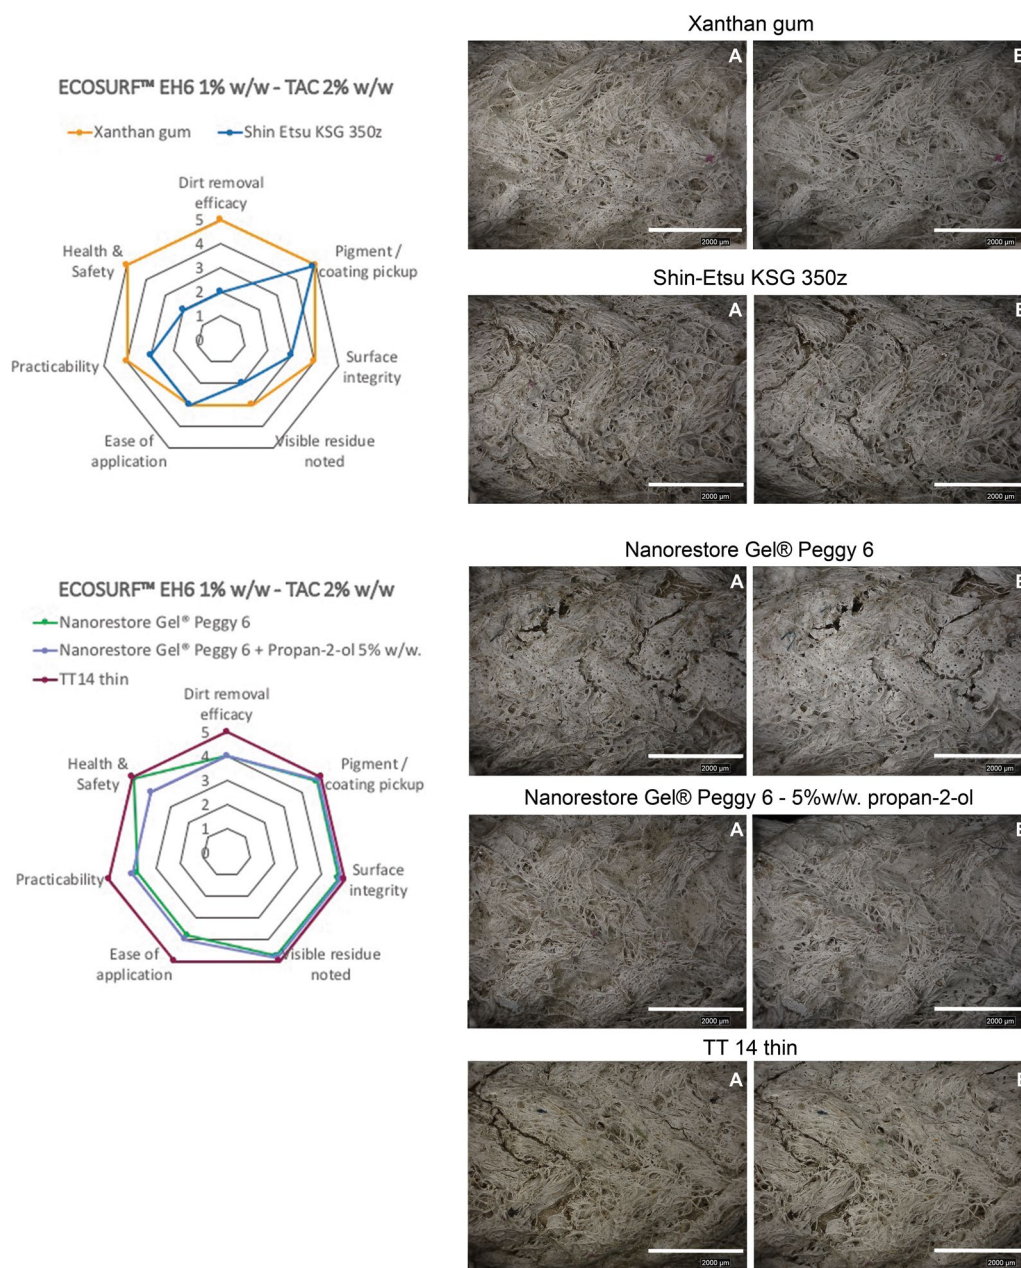 ECOSURF™ EH6 1% w/w - TAC 2% w/w
Xanthan gum Shin Etsu KSG 350z
Dirt removal
efficacy
5
4
3
2
1
0
Pigment /
coating pickup
Surface
integrity
Visible residue
noted
Ease of
application
Practicability
Health &
Safety
Xanthan gum
A
2000 µm
2000 µm
Shin-Etsu KSG 350z
A
2000 µm
2000 µm
ECOSURF™ EH6 1% w/w - TAC 2% w/w
Nanorestore Gel® Peggy 6
Nanorestore Gel® Peggy 6 + Propan-2-ol 5% w/w.
TT14 thin
Dirt removal
efficacy
5
4
3
2
1
0
Pigment /
coating pickup
Surface
integrity
Visible residue
noted
Ease of
application
Practicability
Health &
Safety
Nanorestore Gel® Peggy 6
A
2000 µm
2000 µm
Nanorestore Gel® Peggy 6 - 5%w/w. propan-2-ol
A
2000 µm
2000 µm
TT 14 thin
A
2000 µm
2000 µm